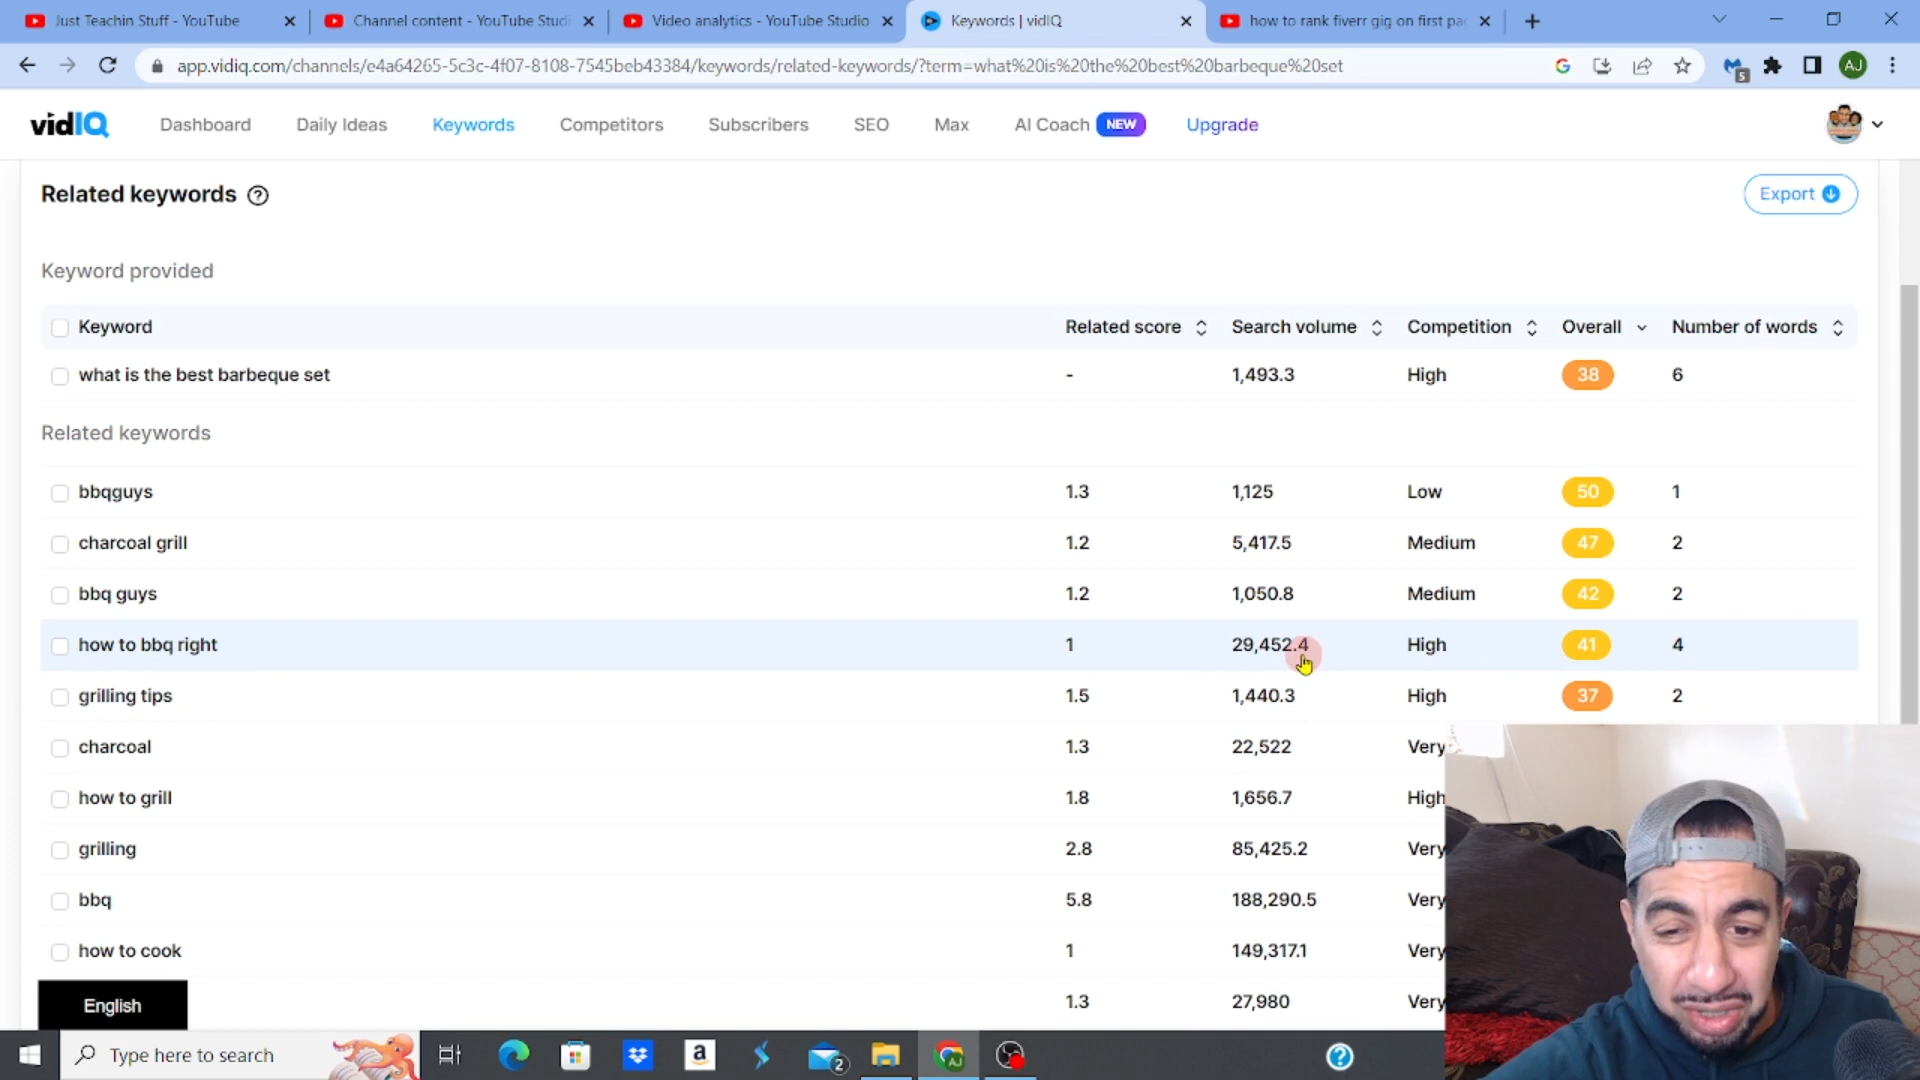 Just Teachin Stuff - YouTube
Channel content - YouTube Studi
Video analytics - YouTube Studio
Keywords | vidIQ
how to rank fiverr gig on first pa
app.vidiq.com/channels/e4a64265-5c3c-4f07-8108-7545beb43384/keywords/related-keywords/?term=what%20is%20the%20best%20barbeque%20set
5
AJ
vidIQ Dashboard Daily Ideas Keywords Competitors Subscribers SEO Max AI Coach NEW Upgrade
Related keywords ?
Export
Keyword provided
Keyword Related score Search volume Competition Overall Number of words
what is the best barbeque set - 1,493.3 High 38 6
Related keywords
bbqguys 1.3 1,125 Low 50 1
charcoal grill 1.2 5,417.5 Medium 47 2
bbq guys 1.2 1,050.8 Medium 42 2
how to bbq right 1 29,452.4 High 41 4
grilling tips 1.5 1,440.3 High 37 2
charcoal 1.3 22,522 Very
how to grill 1.8 1,656.7 High
grilling 2.8 85,425.2 Very
bbq 5.8 188,290.5 Very
how to cook 1 149,317.1 Very
1.3 27,980 Very
English
Type here to search
a
2
AJ
?